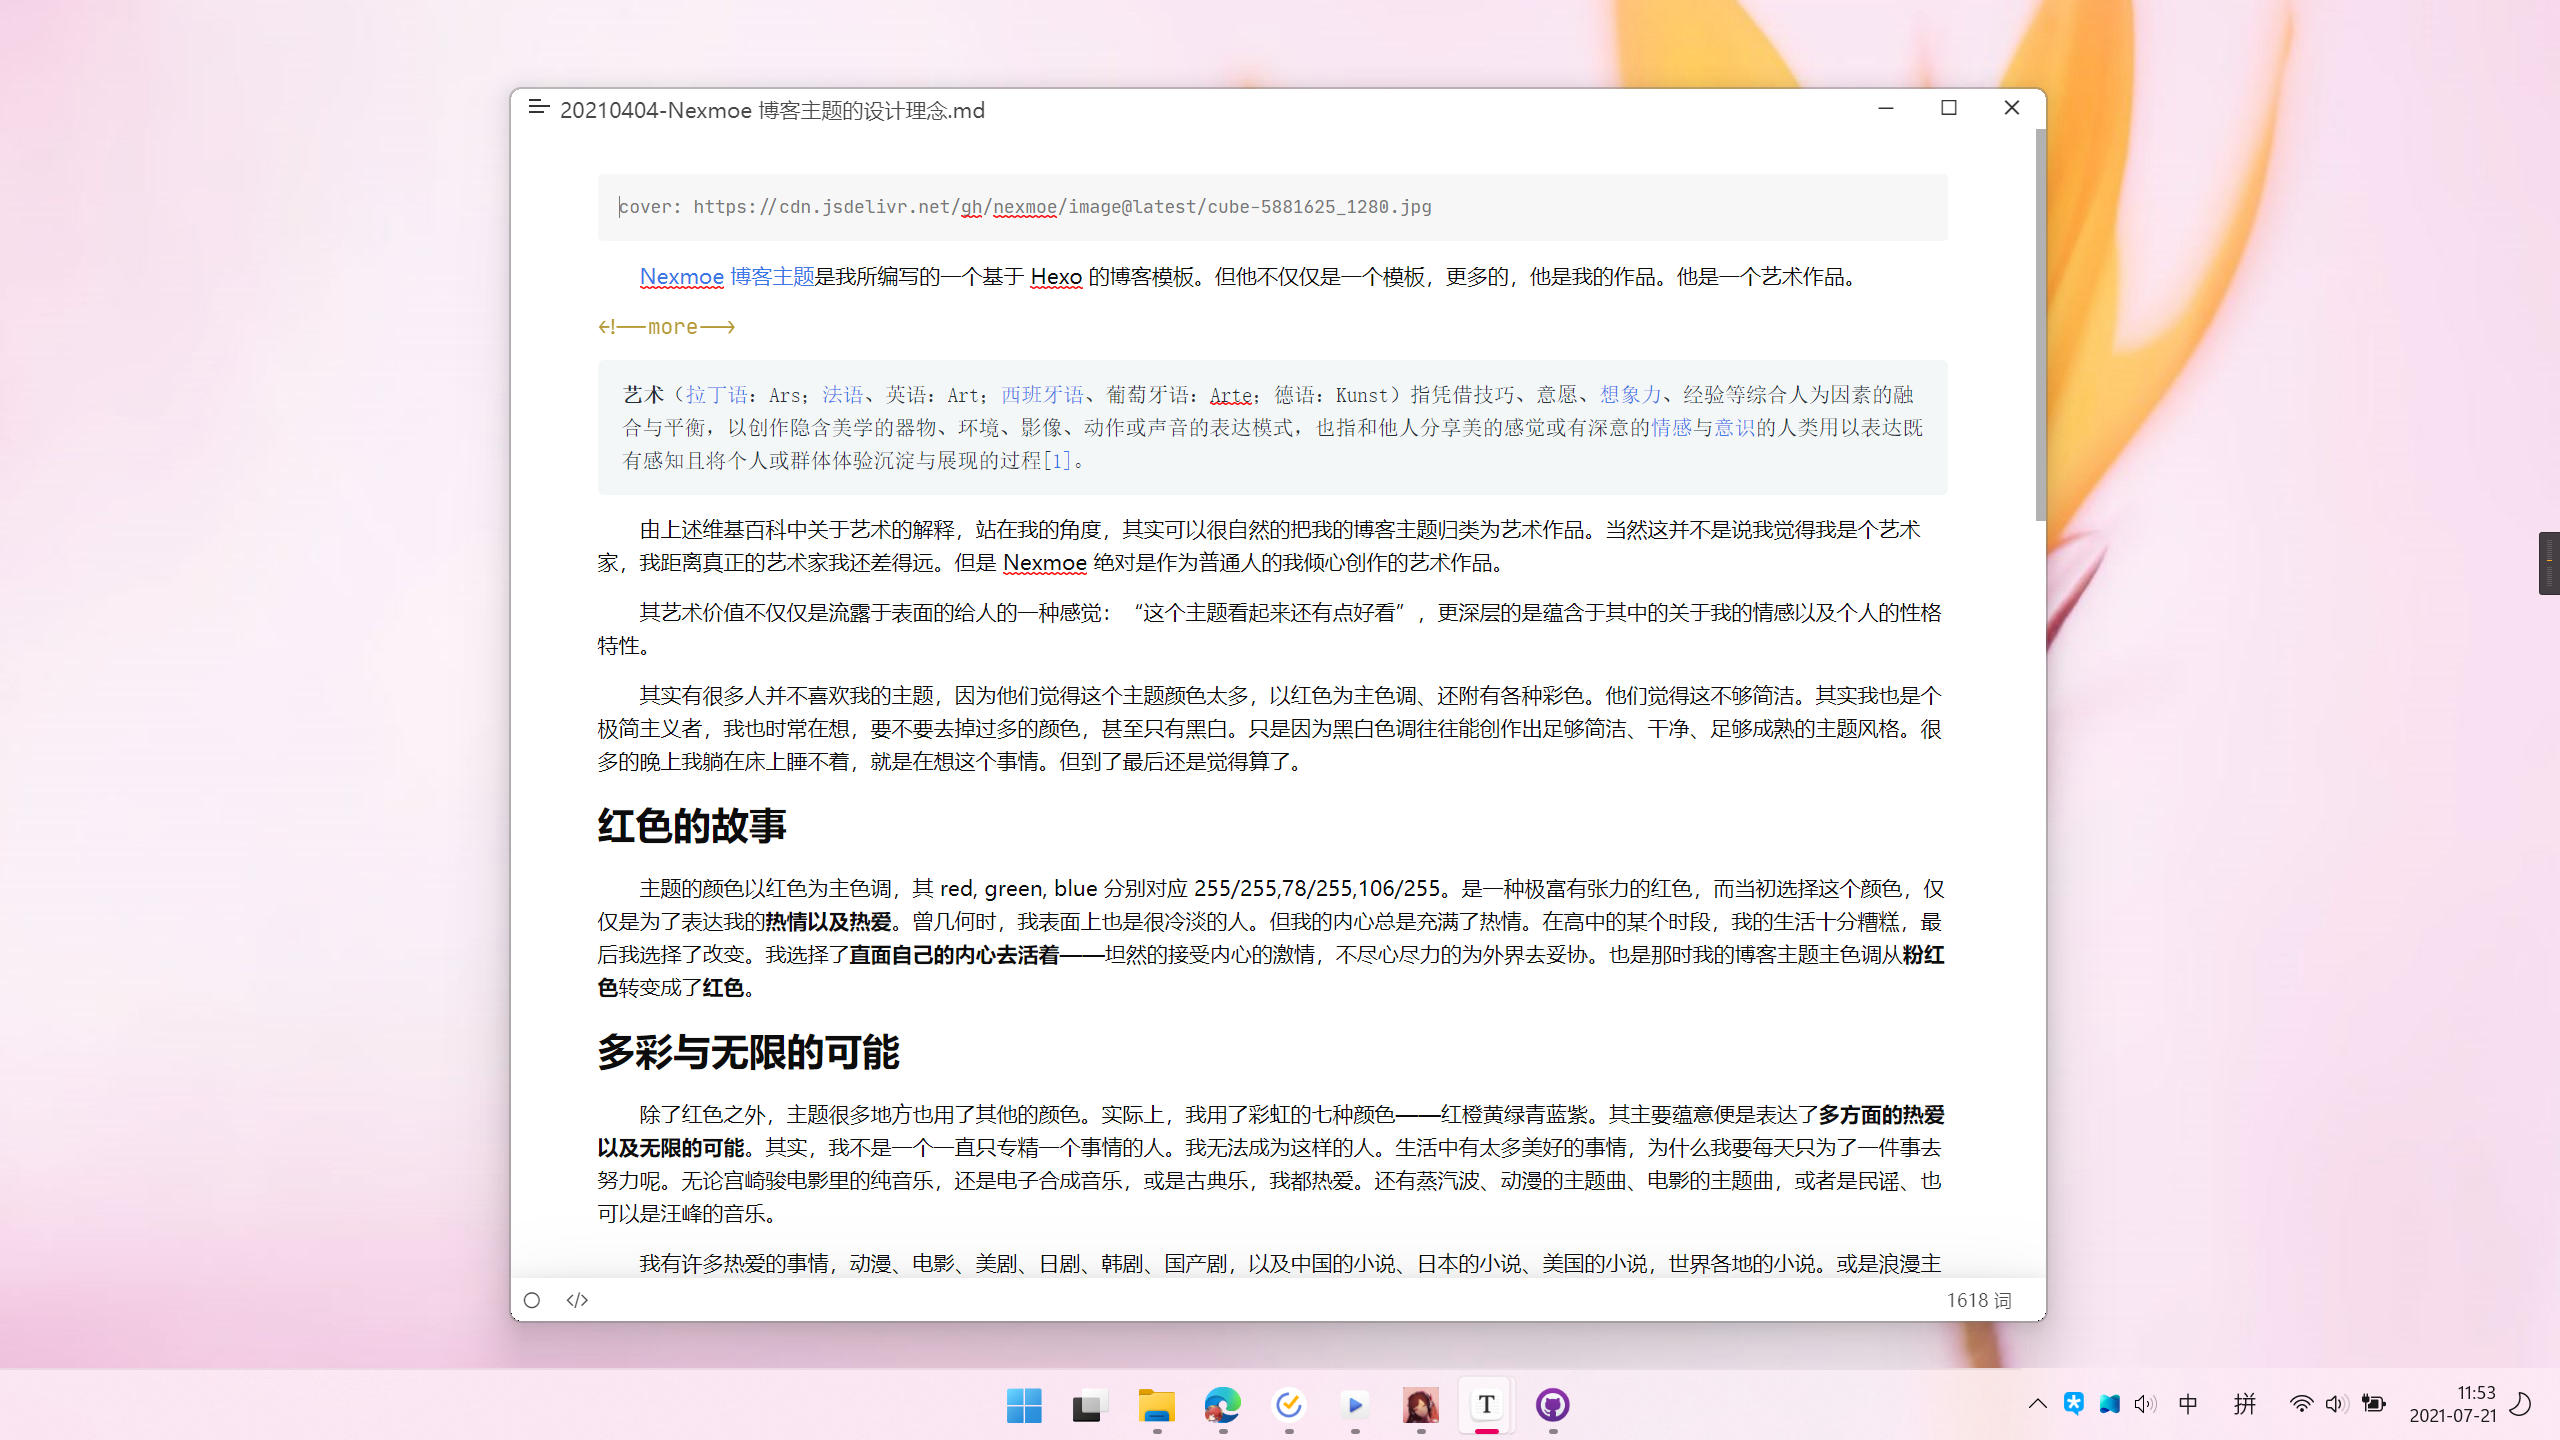 20210404-Nexmoe 博客主题的设计理念.md
cover: https://cdn.jsdelivr.net/gh/nexmoe/image@latest/cube-5881625_1280.jpg
Nexmoe 博客主题是我所编写的一个基于 Hexo 的博客模板。但他不仅仅是一个模板，更多的，他是我的作品。他是一个艺术作品。
<!--more-->
艺术（拉丁语：Ars；法语、英语：Art；西班牙语、葡萄牙语：Arte；德语：Kunst）指凭借技巧、意愿、想象力、经验等综合人为因素的融
合与平衡，以创作隐含美学的器物、环境、影像、动作或声音的表达模式，也指和他人分享美的感觉或有深意的情感与意识的人类用以表达既
有感知且将个人或群体体验沉淀与展现的过程[1]。
由上述维基百科中关于艺术的解释，站在我的角度，其实可以很自然的把我的博客主题归类为艺术作品。当然这并不是说我觉得我是个艺术
家，我距离真正的艺术家我还差得远。但是 Nexmoe 绝对是作为普通人的我倾心创作的艺术作品。
其艺术价值不仅仅是流露于表面的给人的一种感觉：“这个主题看起来还有点好看”，更深层的是蕴含于其中的关于我的情感以及个人的性格
特性。
其实有很多人并不喜欢我的主题，因为他们觉得这个主题颜色太多，以红色为主色调、还附有各种彩色。他们觉得这不够简洁。其实我也是个
极简主义者，我也时常在想，要不要去掉过多的颜色，甚至只有黑白。只是因为黑白色调往往能创作出足够简洁、干净、足够成熟的主题风格。很
多的晚上我躺在床上睡不着，就是在想这个事情。但到了最后还是觉得算了。
红色的故事
主题的颜色以红色为主色调，其 red, green, blue 分别对应 255/255,78/255,106/255。是一种极富有张力的红色，而当初选择这个颜色，仅
仅是为了表达我的热情以及热爱。曾几何时，我表面上也是很冷淡的人。但我的内心总是充满了热情。在高中的某个时段，我的生活十分糟糕，最
后我选择了改变。我选择了直面自己的内心去活着——坦然的接受内心的激情，不尽心尽力的为外界去妥协。也是那时我的博客主题主色调从粉红
色转变成了红色。
多彩与无限的可能
除了红色之外，主题很多地方也用了其他的颜色。实际上，我用了彩虹的七种颜色——红橙黄绿青蓝紫。其主要蕴意便是表达了多方面的热爱
以及无限的可能。其实，我不是一个一直只专精一个事情的人。我无法成为这样的人。生活中有太多美好的事情，为什么我要每天只为了一件事去
努力呢。无论宫崎骏电影里的纯音乐，还是电子合成音乐，或是古典乐，我都热爱。还有蒸汽波、动漫的主题曲、电影的主题曲，或者是民谣、也
可以是汪峰的音乐。
我有许多热爱的事情，动漫、电影、美剧、日剧、韩剧、国产剧，以及中国的小说、日本的小说、美国的小说，世界各地的小说。或是浪漫主
</> 1618 词
T
中 拼 11:53
2021-07-21